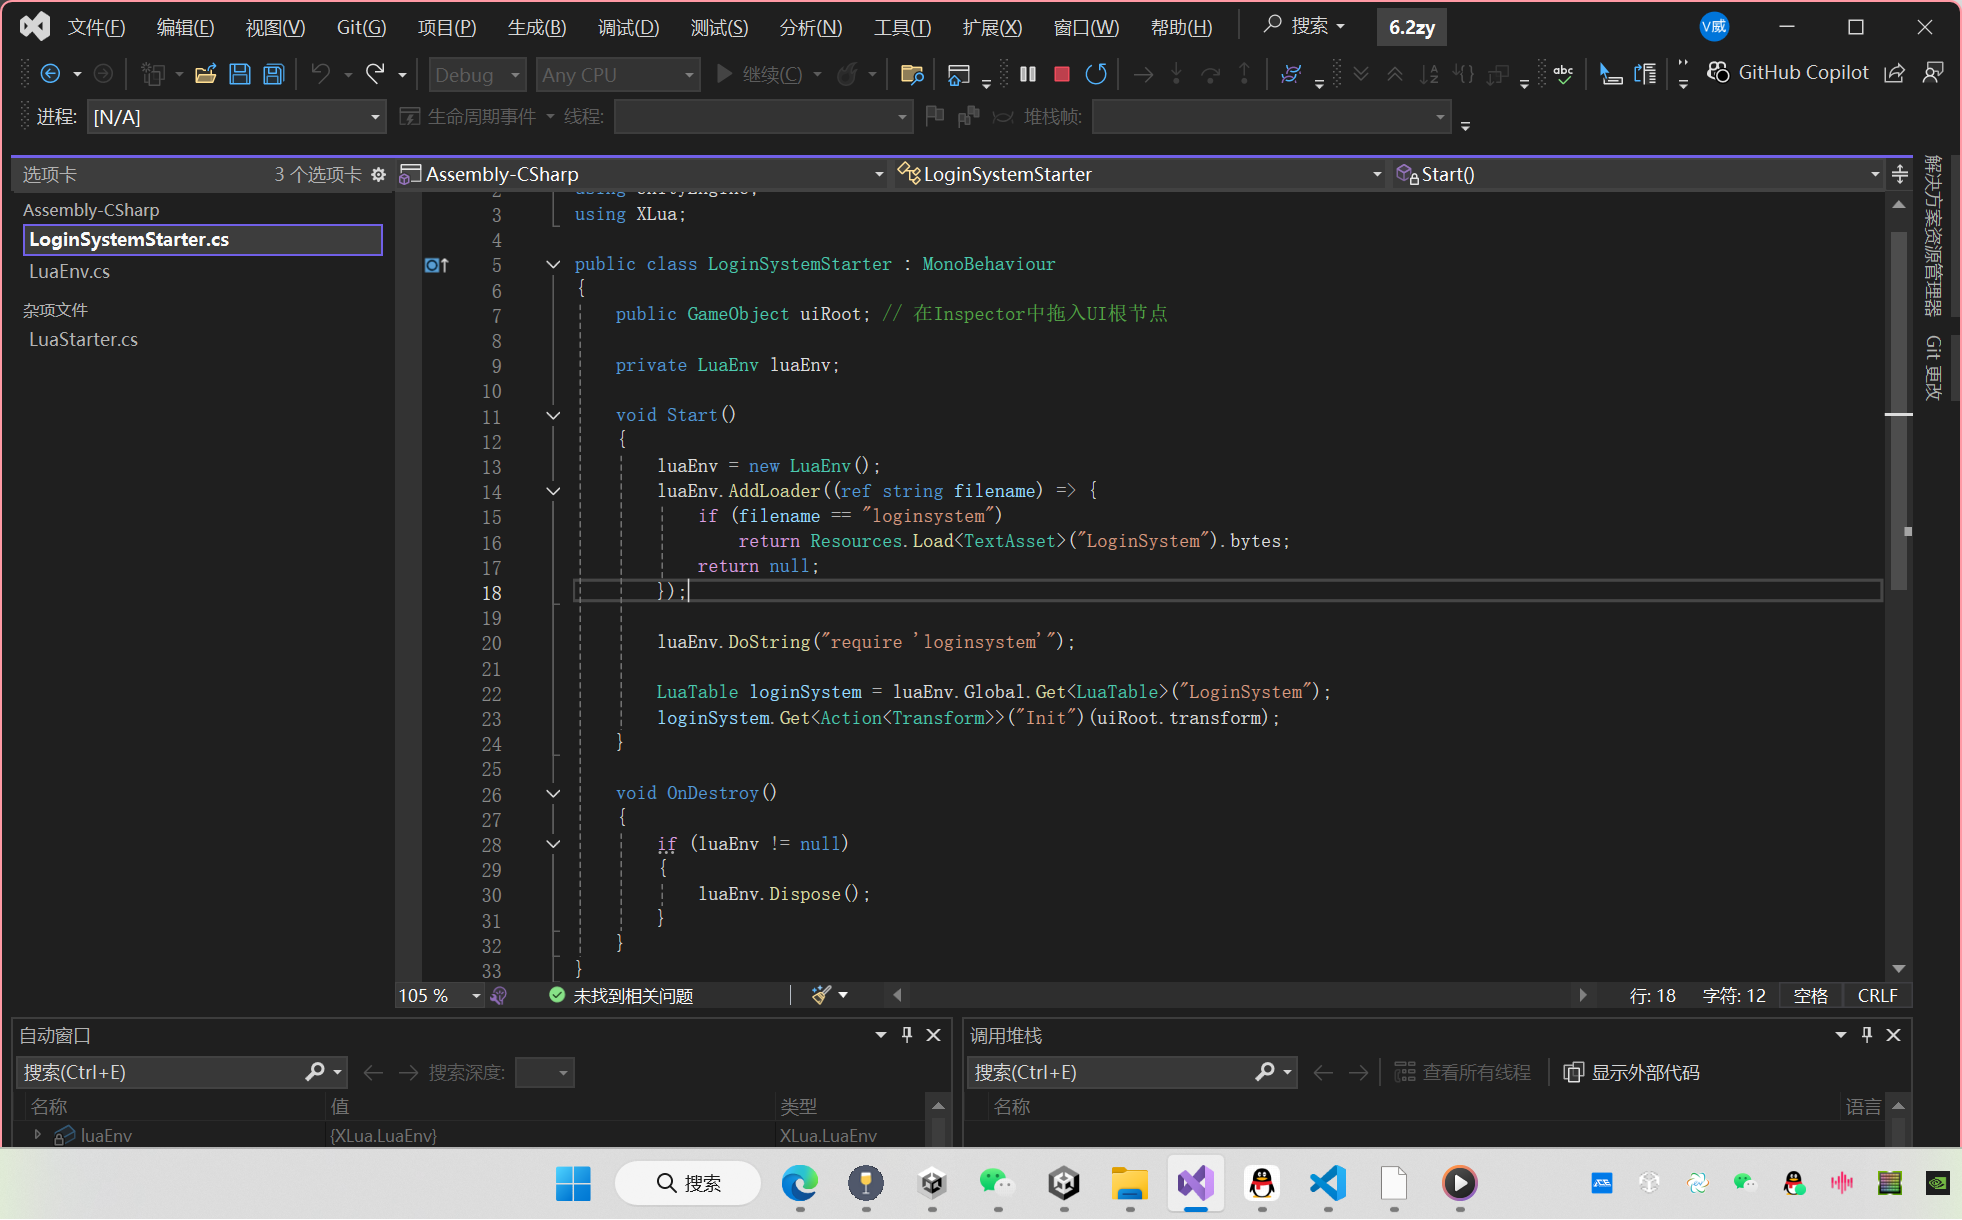 文件(F) 编辑(E) 视图(V) Git(G) 项目(P) 生成(B) 调试(D) 测试(S) 分析(N) 工具(T) 扩展(X) 窗口(W) 帮助(H) 搜索 6.2zy V威
Debug Any CPU 继续(C) abc GitHub Copilot
进程: [N/A] 生命周期事件 线程: 堆栈帧:
选项卡 3 个选项卡
Assembly-CSharp
LoginSystemStarter.cs
LuaEnv.cs
杂项文件
LuaStarter.cs
Assembly-CSharp LoginSystemStarter Start()
2 using UnityEngine;
3 using XLua;
4
5 public class LoginSystemStarter : MonoBehaviour
6 {
7 public GameObject uiRoot; // 在Inspector中拖入UI根节点
8
9 private LuaEnv luaEnv;
10
11 void Start()
12 {
13 luaEnv = new LuaEnv();
14 luaEnv.AddLoader((ref string filename) => {
15 if (filename == "loginsystem")
16 return Resources.Load<TextAsset>("LoginSystem").bytes;
17 return null;
18 });
19
20 luaEnv.DoString("require 'loginsystem'");
21
22 LuaTable loginSystem = luaEnv.Global.Get<LuaTable>("LoginSystem");
23 loginSystem.Get<Action<Transform>>("Init")(uiRoot.transform);
24 }
25
26 void OnDestroy()
27 {
28 if (luaEnv != null)
29 {
30 luaEnv.Dispose();
31 }
32 }
33 }
解决方案资源管理器
Git 更改
105 % 未找到相关问题 行: 18 字符: 12 空格 CRLF
自动窗口
搜索(Ctrl+E) 搜索深度:
名称 值 类型
luaEnv {XLua.LuaEnv} XLua.LuaEnv
调用堆栈
搜索(Ctrl+E) 查看所有线程 显示外部代码
名称 语言
搜索